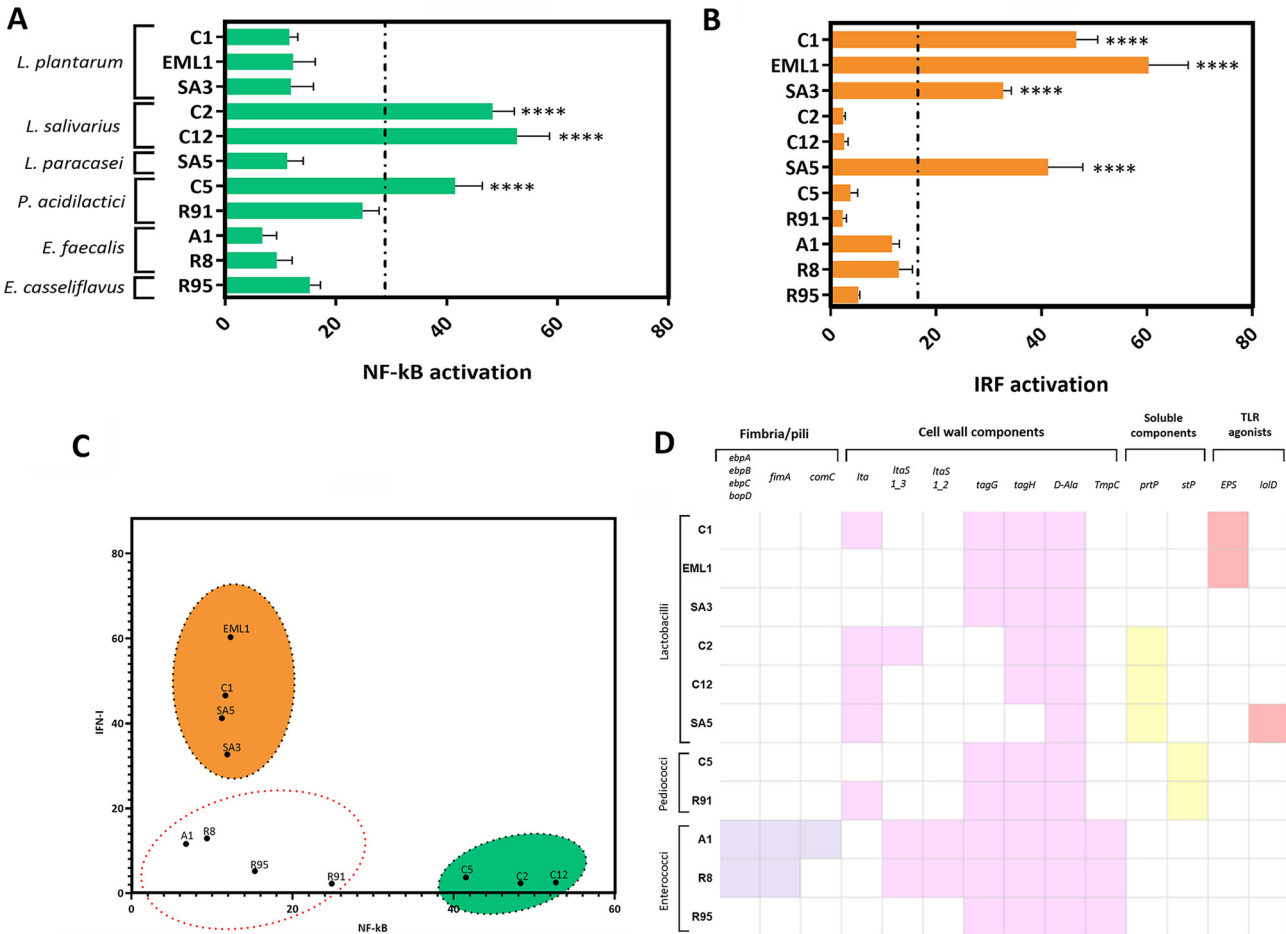 A
L. plantarum
L. salivarius
L. paracasei
P. acidilactici
E. faecalis
E. casseliflavus
C1
EML1
SA3
C2
C12
SA5
C5
R91
A1
R8
R95
****
****
****
0
20
40
60
80
NF-kB activation
B
C1
EML1
SA3
C2
C12
SA5
C5
R91
A1
R8
R95
****
****
****
****
0
20
40
60
80
IRF activation
C
IFN-I
80
60
40
20
0
EML1
C1
SA5
SA3
A1
R8
R95
R91
C5
C2
C12
0
20
40
60
NF-kB
D
Fimbria/pili
Cell wall components
Soluble components
TLR agonists
ebpA
ebpB
ebpC
bopD
fimA
comC
lta
ltaS 1_3
ltaS 1_2
tagG
tagH
D-Ala
TmpC
prtP
stP
EPS
lolD
Lactobacilli
Pediococci
Enterococci
C1
EML1
SA3
C2
C12
SA5
C5
R91
A1
R8
R95